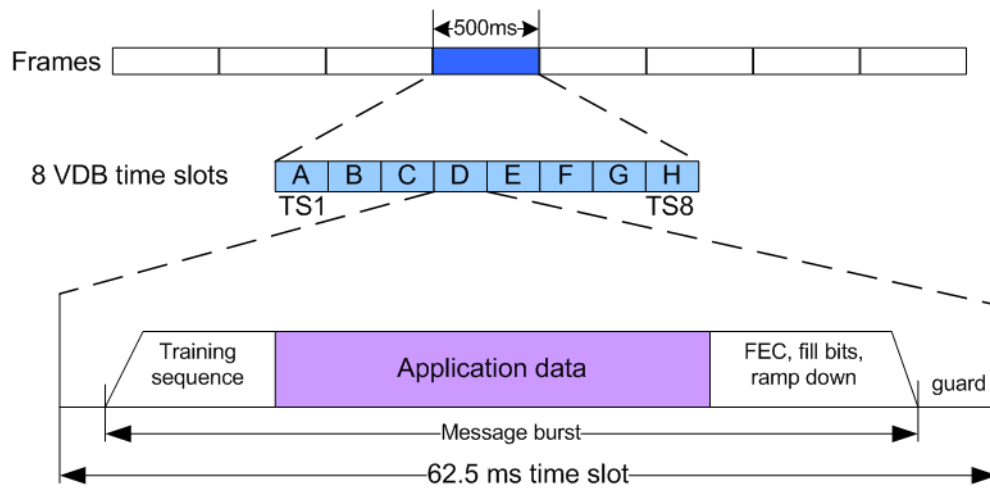 500ms
Frames
8 VDB time slots
A B C D E F G H
TS1 TS8
Training
sequence
Application data
FEC, fill bits,
ramp down
guard
Message burst
62.5 ms time slot